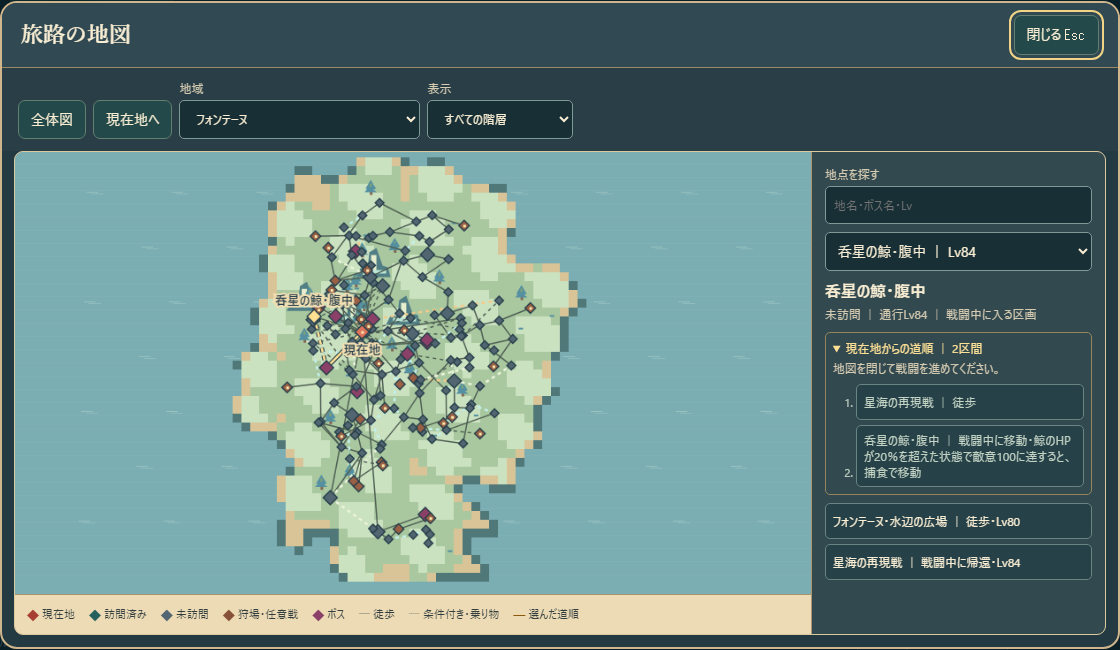 旅路の地図
閉じる Esc
地域
表示
全体図
現在地へ
フォンテーヌ
すべての階層
呑星の鯨・腹中
現在地
◆現在地 ◆訪問済み ◆未訪問 ◆狩場・任意戦 ◆ボス ─徒歩 ─条件付き・乗り物 ─選んだ道順
地点を探す
地名・ボス名・Lv
呑星の鯨・腹中 ｜ Lv84
呑星の鯨・腹中
未訪問 ｜ 通行Lv84 ｜ 戦闘中に入る区画
▼ 現在地からの道順 ｜ 2区間
地図を閉じて戦闘を進めてください。
1. 星海の再現戦 ｜ 徒歩
呑星の鯨・腹中 ｜ 戦闘中に移動・鯨のHP
が20%を超えた状態で敵意100に達すると、
2. 捕食で移動
フォンテーヌ・水辺の広場 ｜ 徒歩・Lv80
星海の再現戦 ｜ 戦闘中に帰還・Lv84